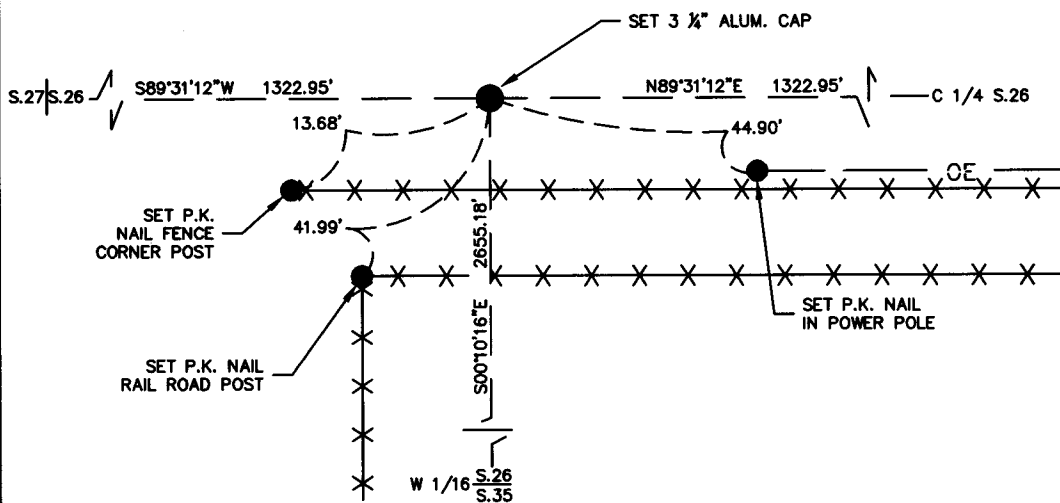 SET 3 ¼" ALUM. CAP
S.27 S.26
S89°31'12"W 1322.95'
N89°31'12"E 1322.95'
C 1/4 S.26
13.68'
44.90'
OE
SET P.K.
NAIL FENCE
CORNER POST
41.99'
2655.18'
S00°10'16"E
SET P.K. NAIL
IN POWER POLE
SET P.K. NAIL
RAIL ROAD POST
W 1/16 S.26
S.35